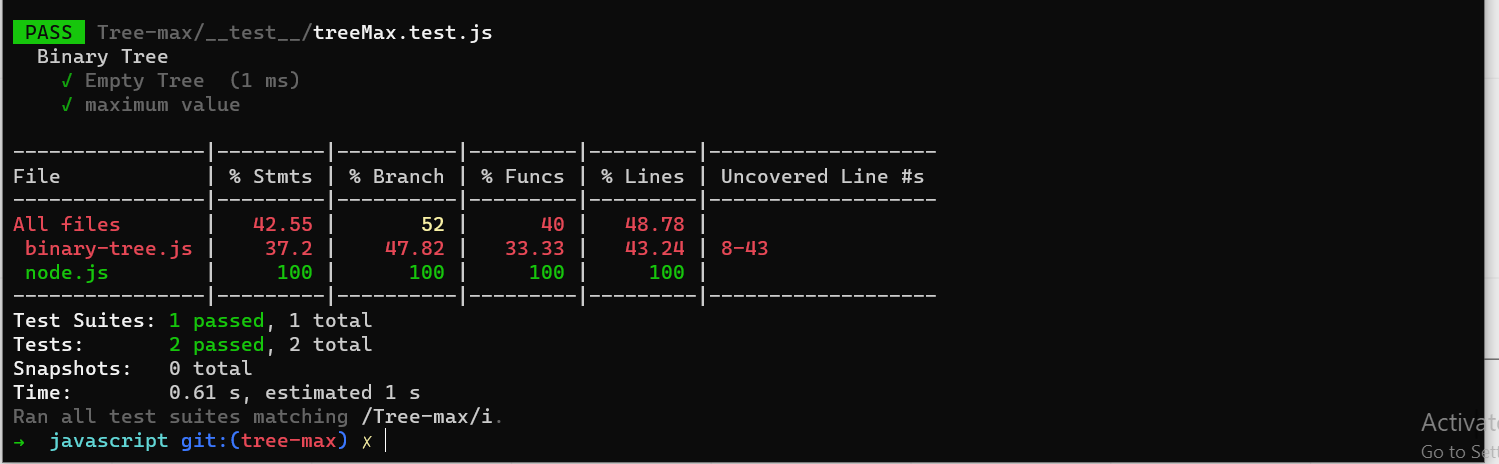 PASS Tree-max/__test__/treeMax.test.js
Binary Tree
√ Empty Tree (1 ms)
√ maximum value
----------------|---------|----------|---------|---------|-------------------
File | % Stmts | % Branch | % Funcs | % Lines | Uncovered Line #s
----------------|---------|----------|---------|---------|-------------------
All files | 42.55 | 52 | 40 | 48.78 |
binary-tree.js | 37.2 | 47.82 | 33.33 | 43.24 | 8-43
node.js | 100 | 100 | 100 | 100 |
----------------|---------|----------|---------|---------|-------------------
Test Suites: 1 passed, 1 total
Tests: 2 passed, 2 total
Snapshots: 0 total
Time: 0.61 s, estimated 1 s
Ran all test suites matching /Tree-max/i.
→ javascript git:(tree-max) ✗
Go to